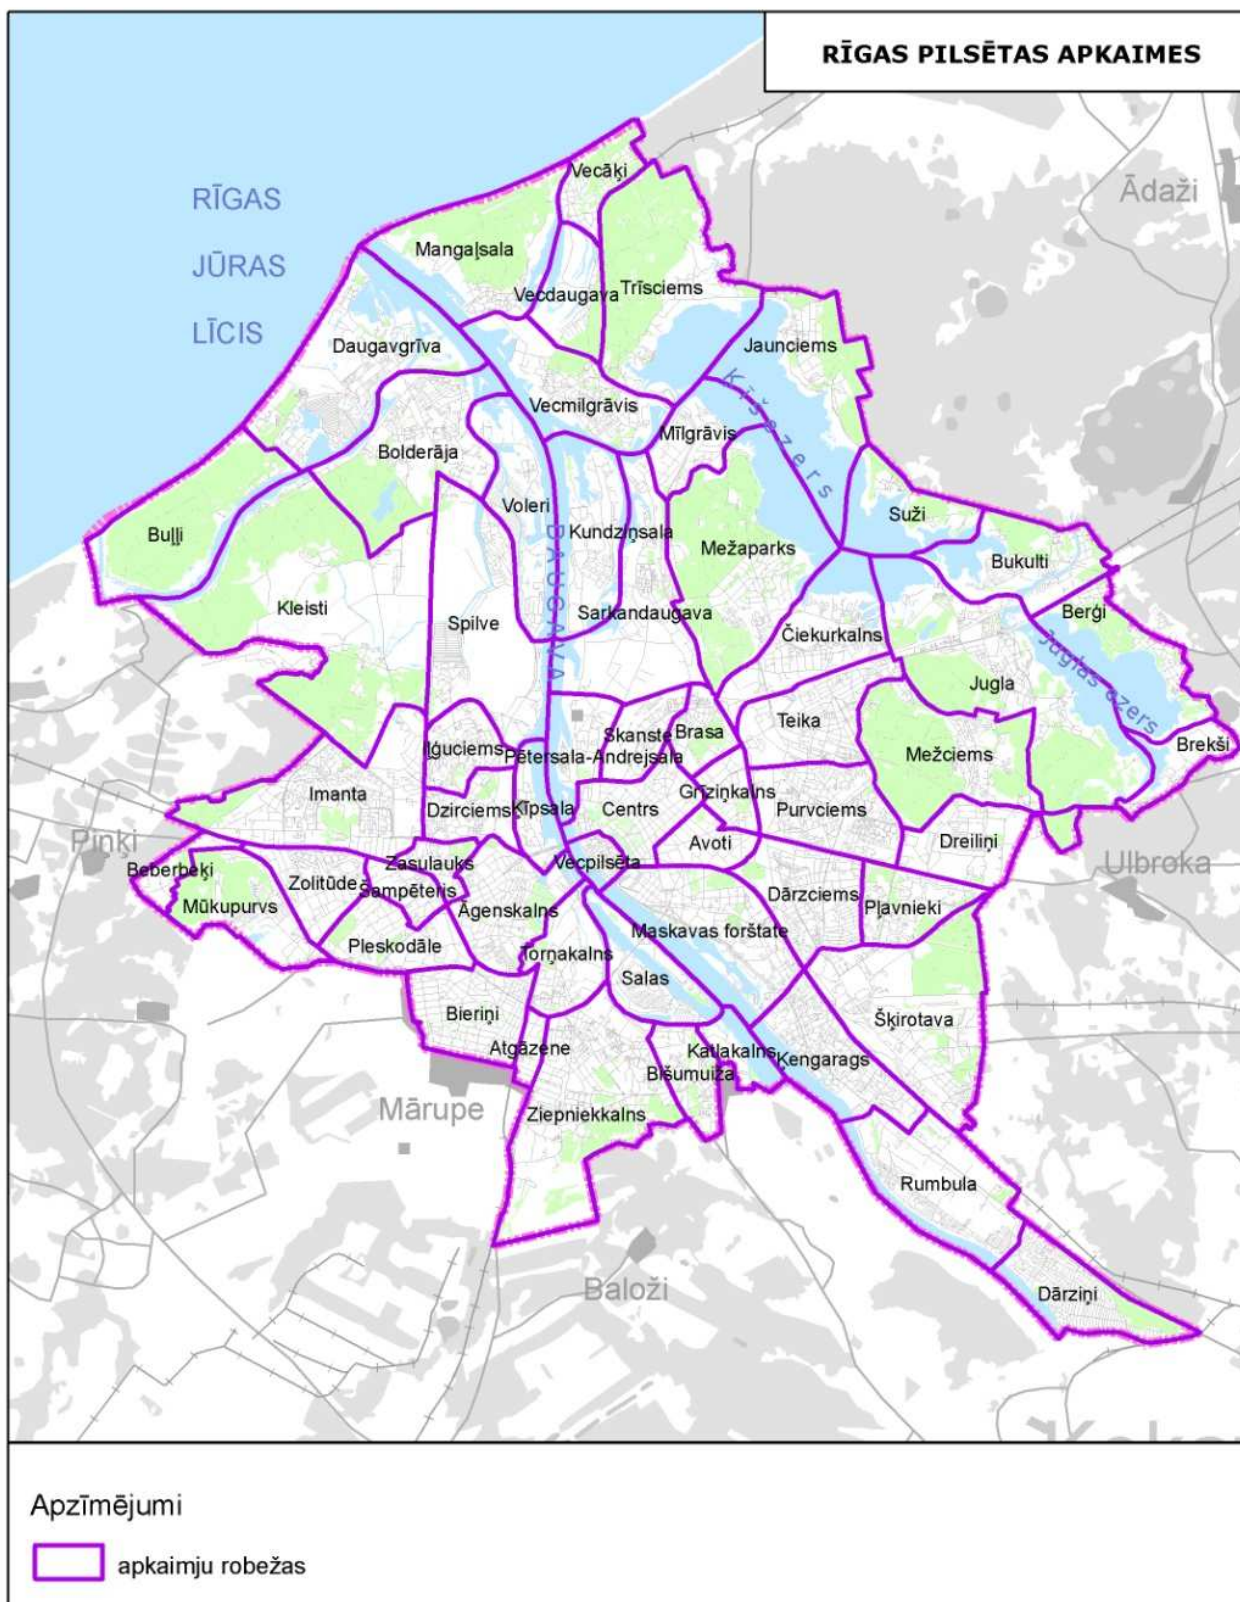 RĪGAS PILSĒTAS APKAIMES
RĪGAS
JŪRAS
LĪCIS
Ādaži
Vecāķi
Mangaļsala
Vecdaugava
Trīsciems
Daugavgrīva
Jaunciems
Ķīšezers
Vecmīlgrāvis
Mīlgrāvis
Bolderāja
Voleri
Kundziņsala
DAUGAVA
Suži
Buļļi
Mežaparks
Bukulti
Kleisti
Spilve
Sarkandaugava
Berģi
Čiekurkalns
Juglas ezers
Jugla
Teika
Skanste
Brasa
Iļģuciems
Pētersala-Andrejsala
Mežciems
Brekši
Imanta
Grīziņkalns
Dzirciems
Ķīpsala
Centrs
Purvciems
Piņķi
Avoti
Dreiliņi
Ulbroka
Beberbeķi
Zasulauks
Vecpilsēta
Zolitūde
Šampēteris
Dārzciems
Pļavnieki
Mūkupurvs
Āgenskalns
Pleskodāle
Torņakalns
Maskavas forštate
Salas
Bieriņi
Šķirotava
Atgāzene
Katlakalns
Ķengarags
Bišumuiža
Mārupe
Ziepniekkalns
Rumbula
Baloži
Dārziņi
Apzīmējumi
apkaimju robežas